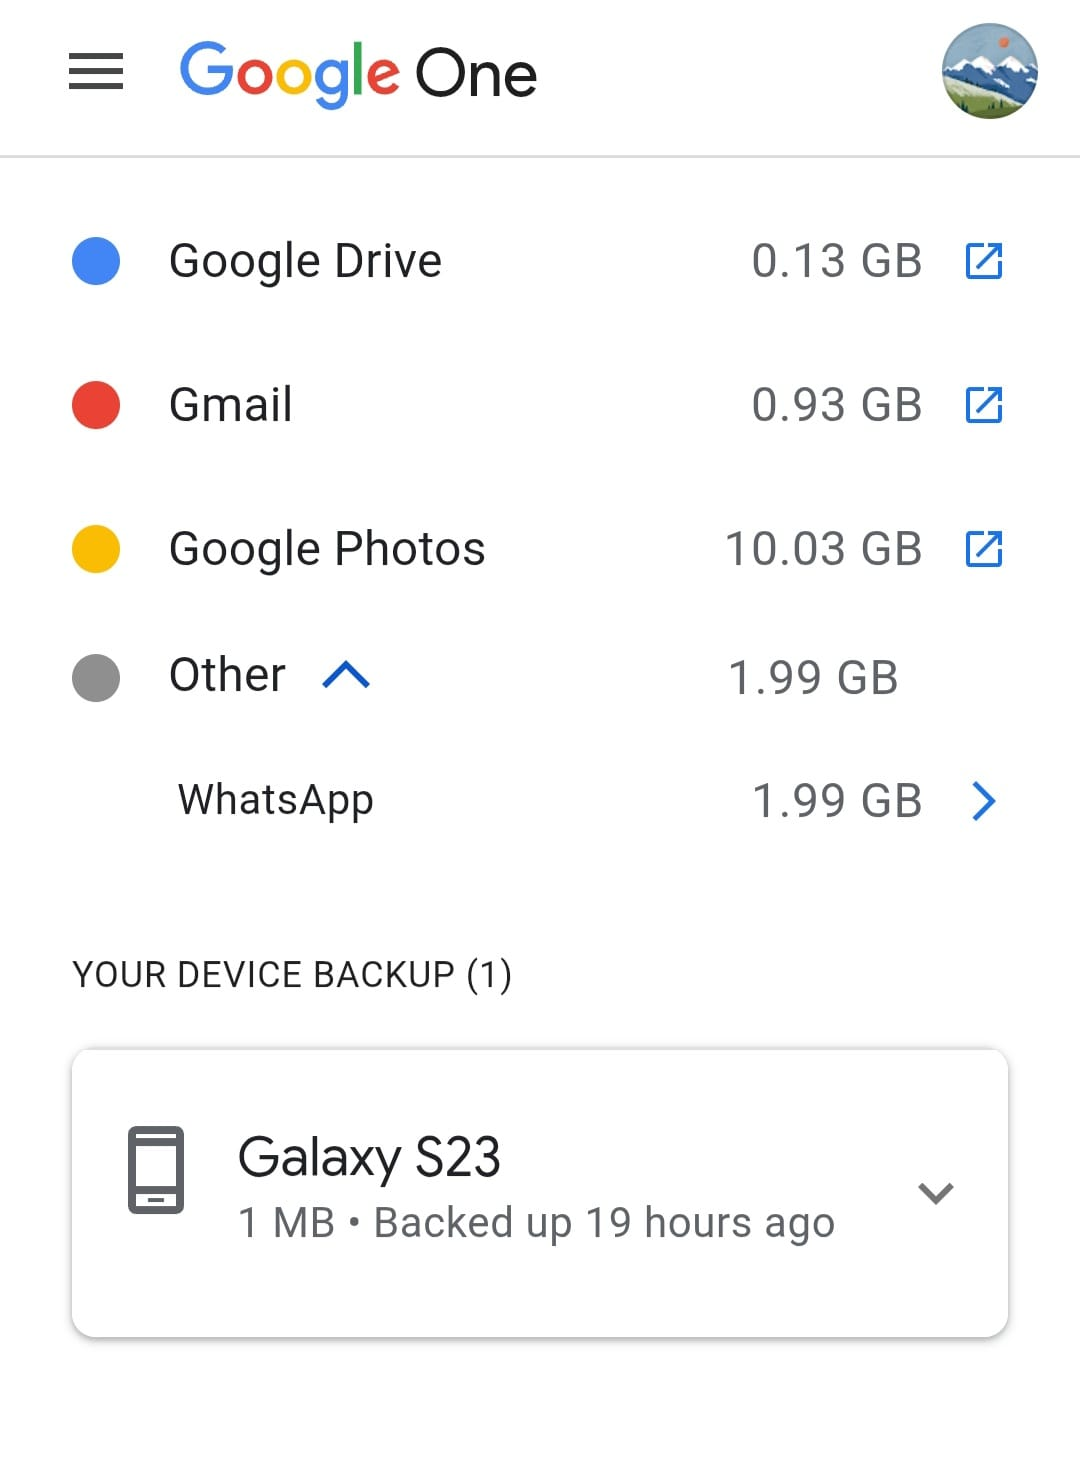 Google One
Google Drive 0.13 GB
Gmail 0.93 GB
Google Photos 10.03 GB
Other 1.99 GB
WhatsApp 1.99 GB
YOUR DEVICE BACKUP (1)
Galaxy S23
1 MB • Backed up 19 hours ago